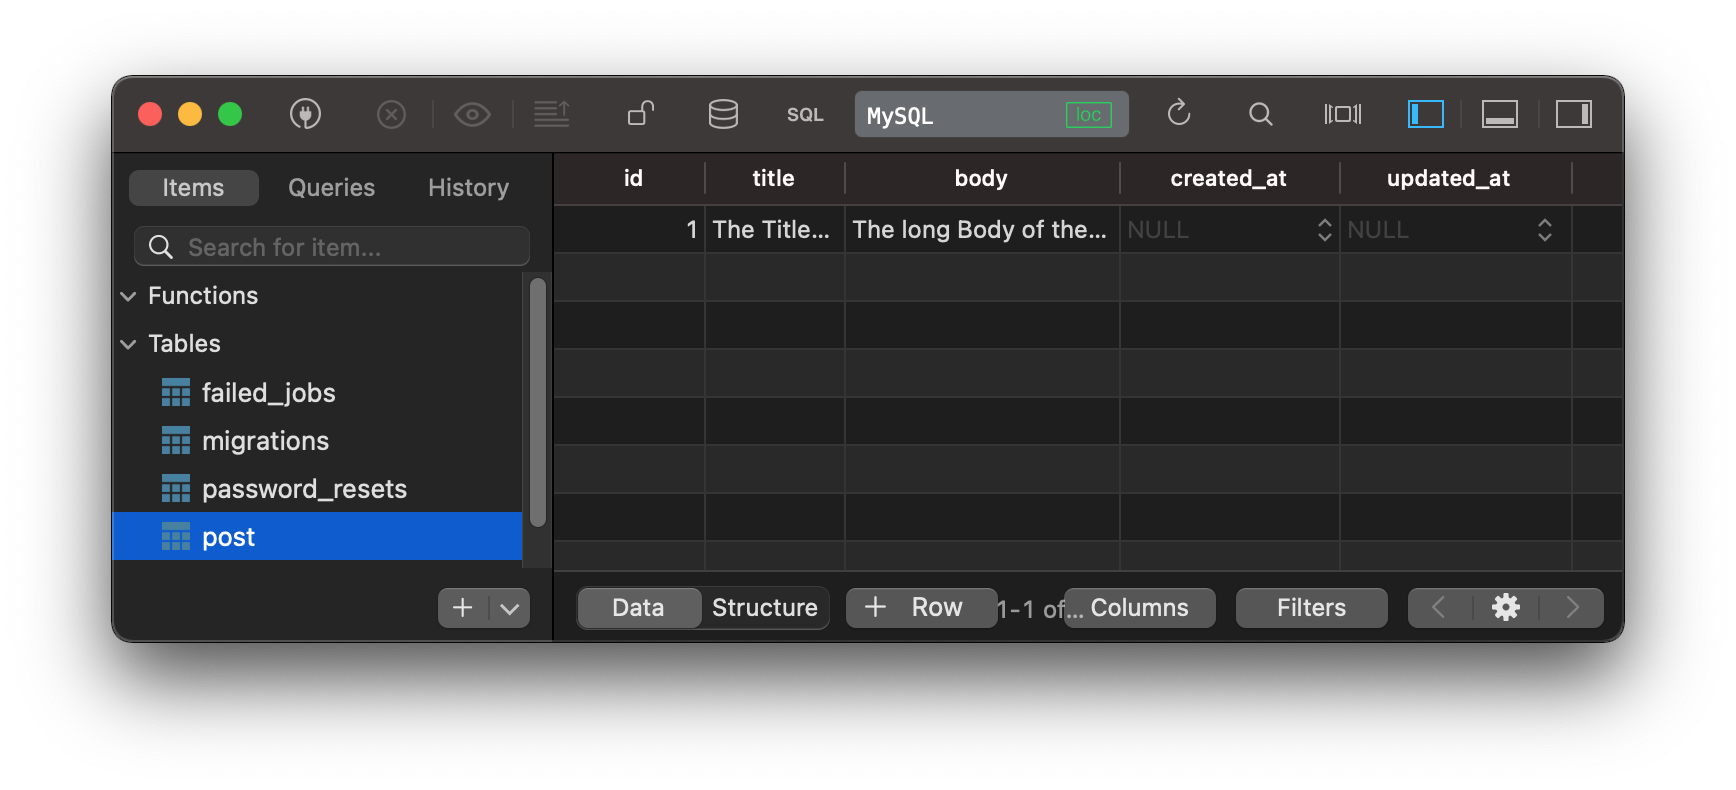 SQL MySQL loc
Items Queries History
Search for item...
Functions
Tables
failed_jobs
migrations
password_resets
post
id title body created_at updated_at
1 The Title... The long Body of the... NULL NULL
Data Structure + Row 1-1 of... Columns Filters